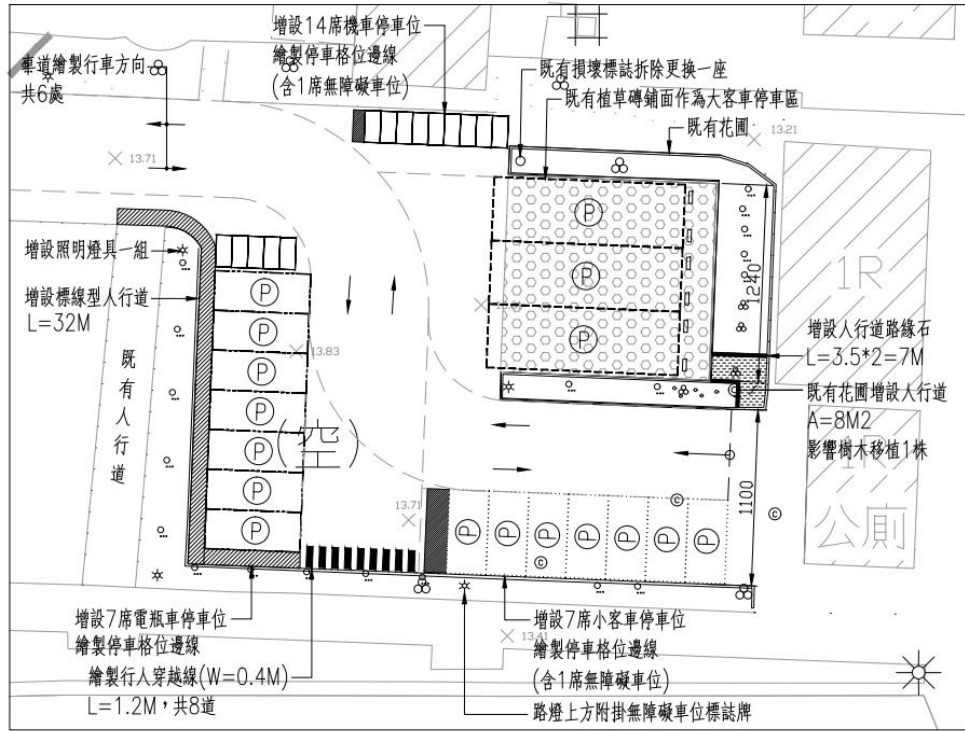 增設14席機車停車位
繪製停車格位邊線
(含1席無障礙車位)
車道繪製行車方向
共6處
既有損壞標誌拆除更換一座
既有植草磚鋪面作為大客車停車區
既有花圃
13.21
13.71
P
P
P
1R
1240
增設照明燈具一組
增設標線型人行道
L=32M
既有人行道
P
P
P
P
P
P
P
13.83
(空)
增設人行道路緣石
L=3.5*2=7M
既有花圃增設人行道
A=8M2
影響樹木移植1株
1R
公廁
1100
13.71
P
P
P
P
P
P
P
C
C
C
增設7席電瓶車停車位
繪製停車格位邊線
繪製行人穿越線(W=0.4M)
L=1.2M，共8道
13.41
增設7席小客車停車位
繪製停車格位邊線
(含1席無障礙車位)
路燈上方附掛無障礙車位標誌牌